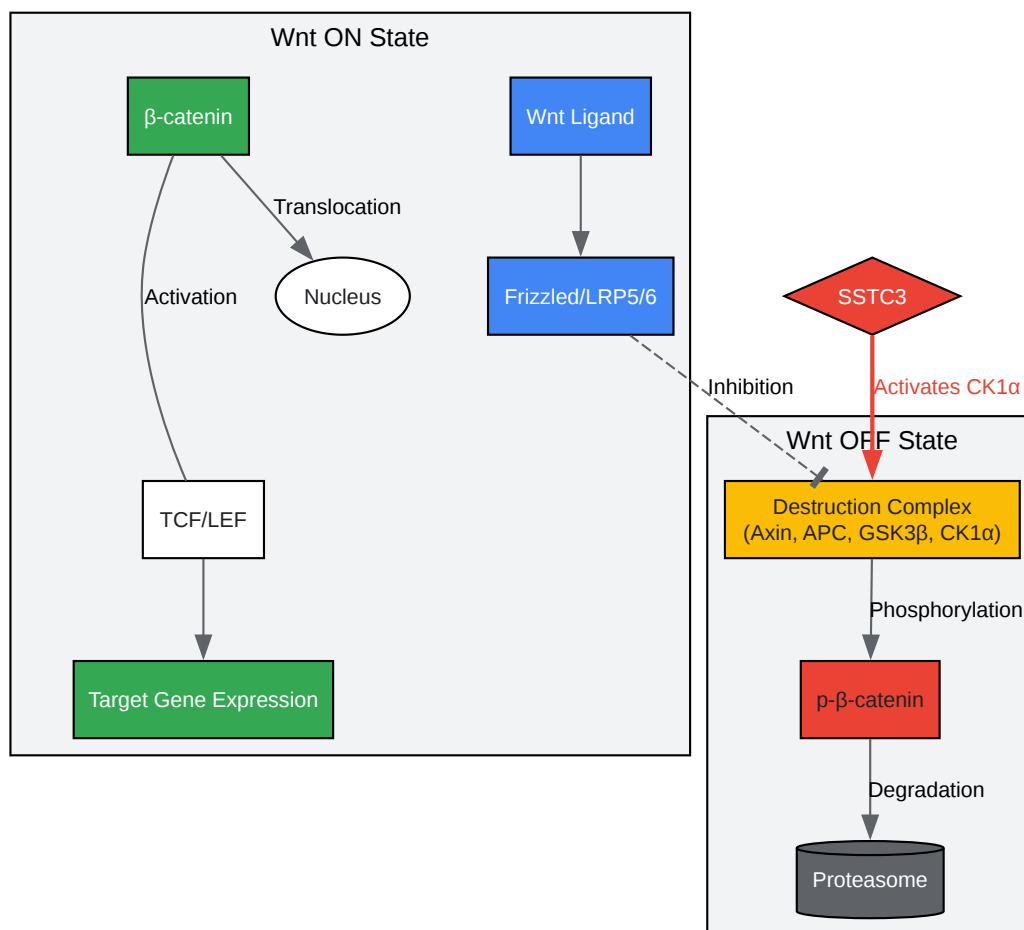 Wnt ON State
β-catenin
Wnt Ligand
Translocation
Activation
Nucleus
Frizzled/LRP5/6
SSTC3
Inhibition
Activates CK1α
Wnt OFF State
TCF/LEF
Destruction Complex
(Axin, APC, GSK3β, CK1α)
Phosphorylation
Target Gene Expression
p-β-catenin
Degradation
Proteasome